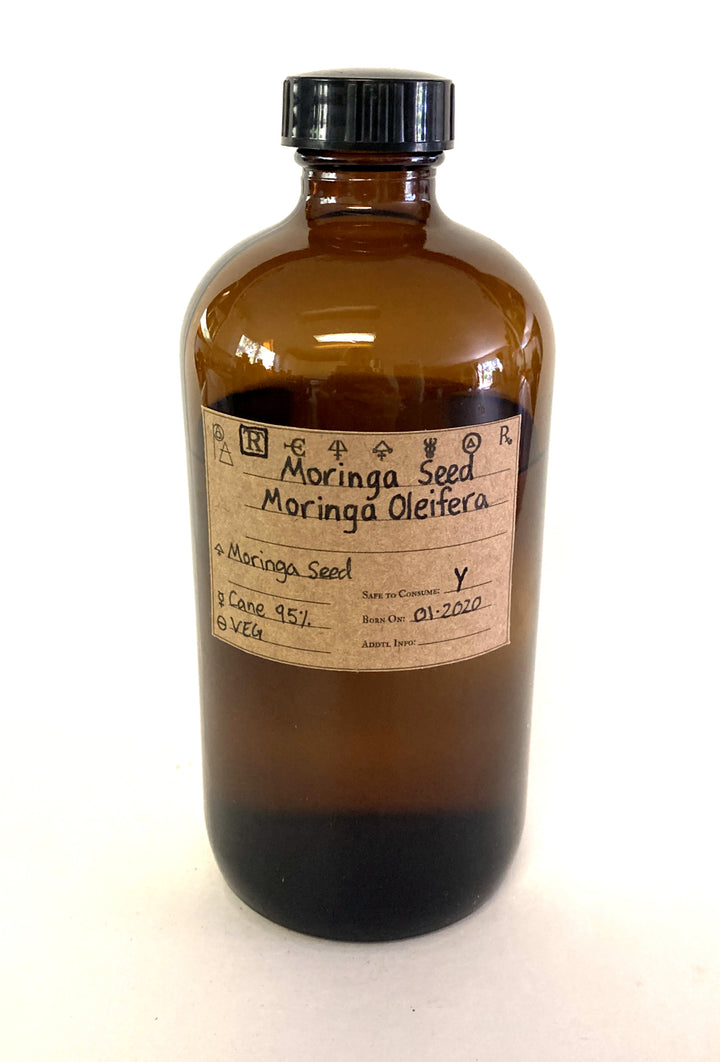 R ℞
Moringa Seed
Moringa Oleifera
Moringa Seed
Safe to Consume: Y
Cane 95%
Born On: 01-2020
VEG
Addtl Info: